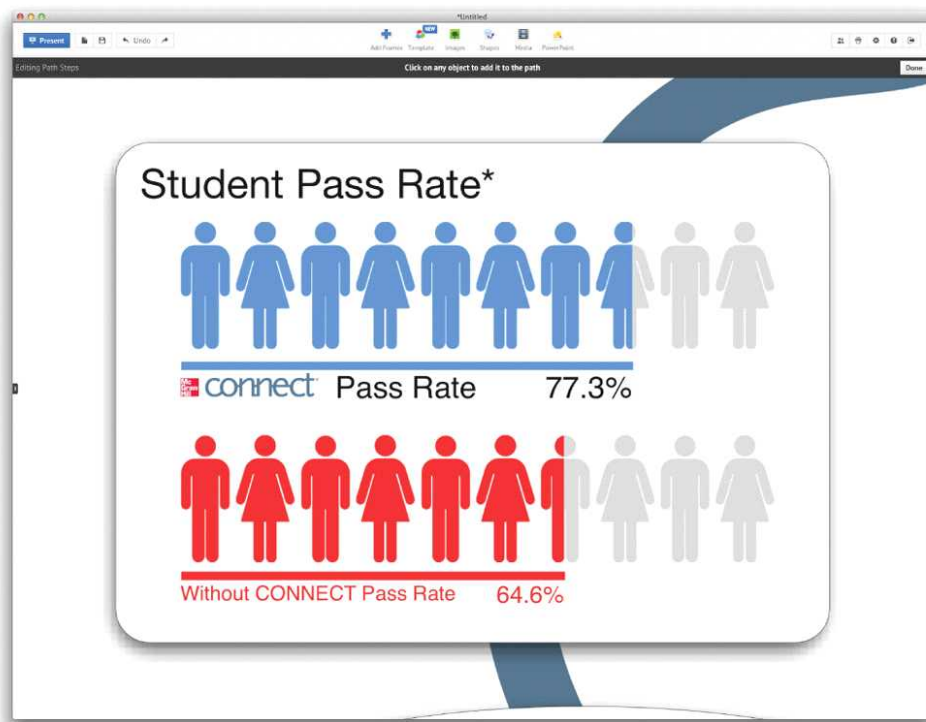 *Untitled
Present
Undo
NEW
Add Frames Template Images Shapes Media PowerPoint
Editing Path Steps
Click on any object to add it to the path
Done
Student Pass Rate*
Mc
Graw
Hill
connect Pass Rate 77.3%
Without CONNECT Pass Rate 64.6%